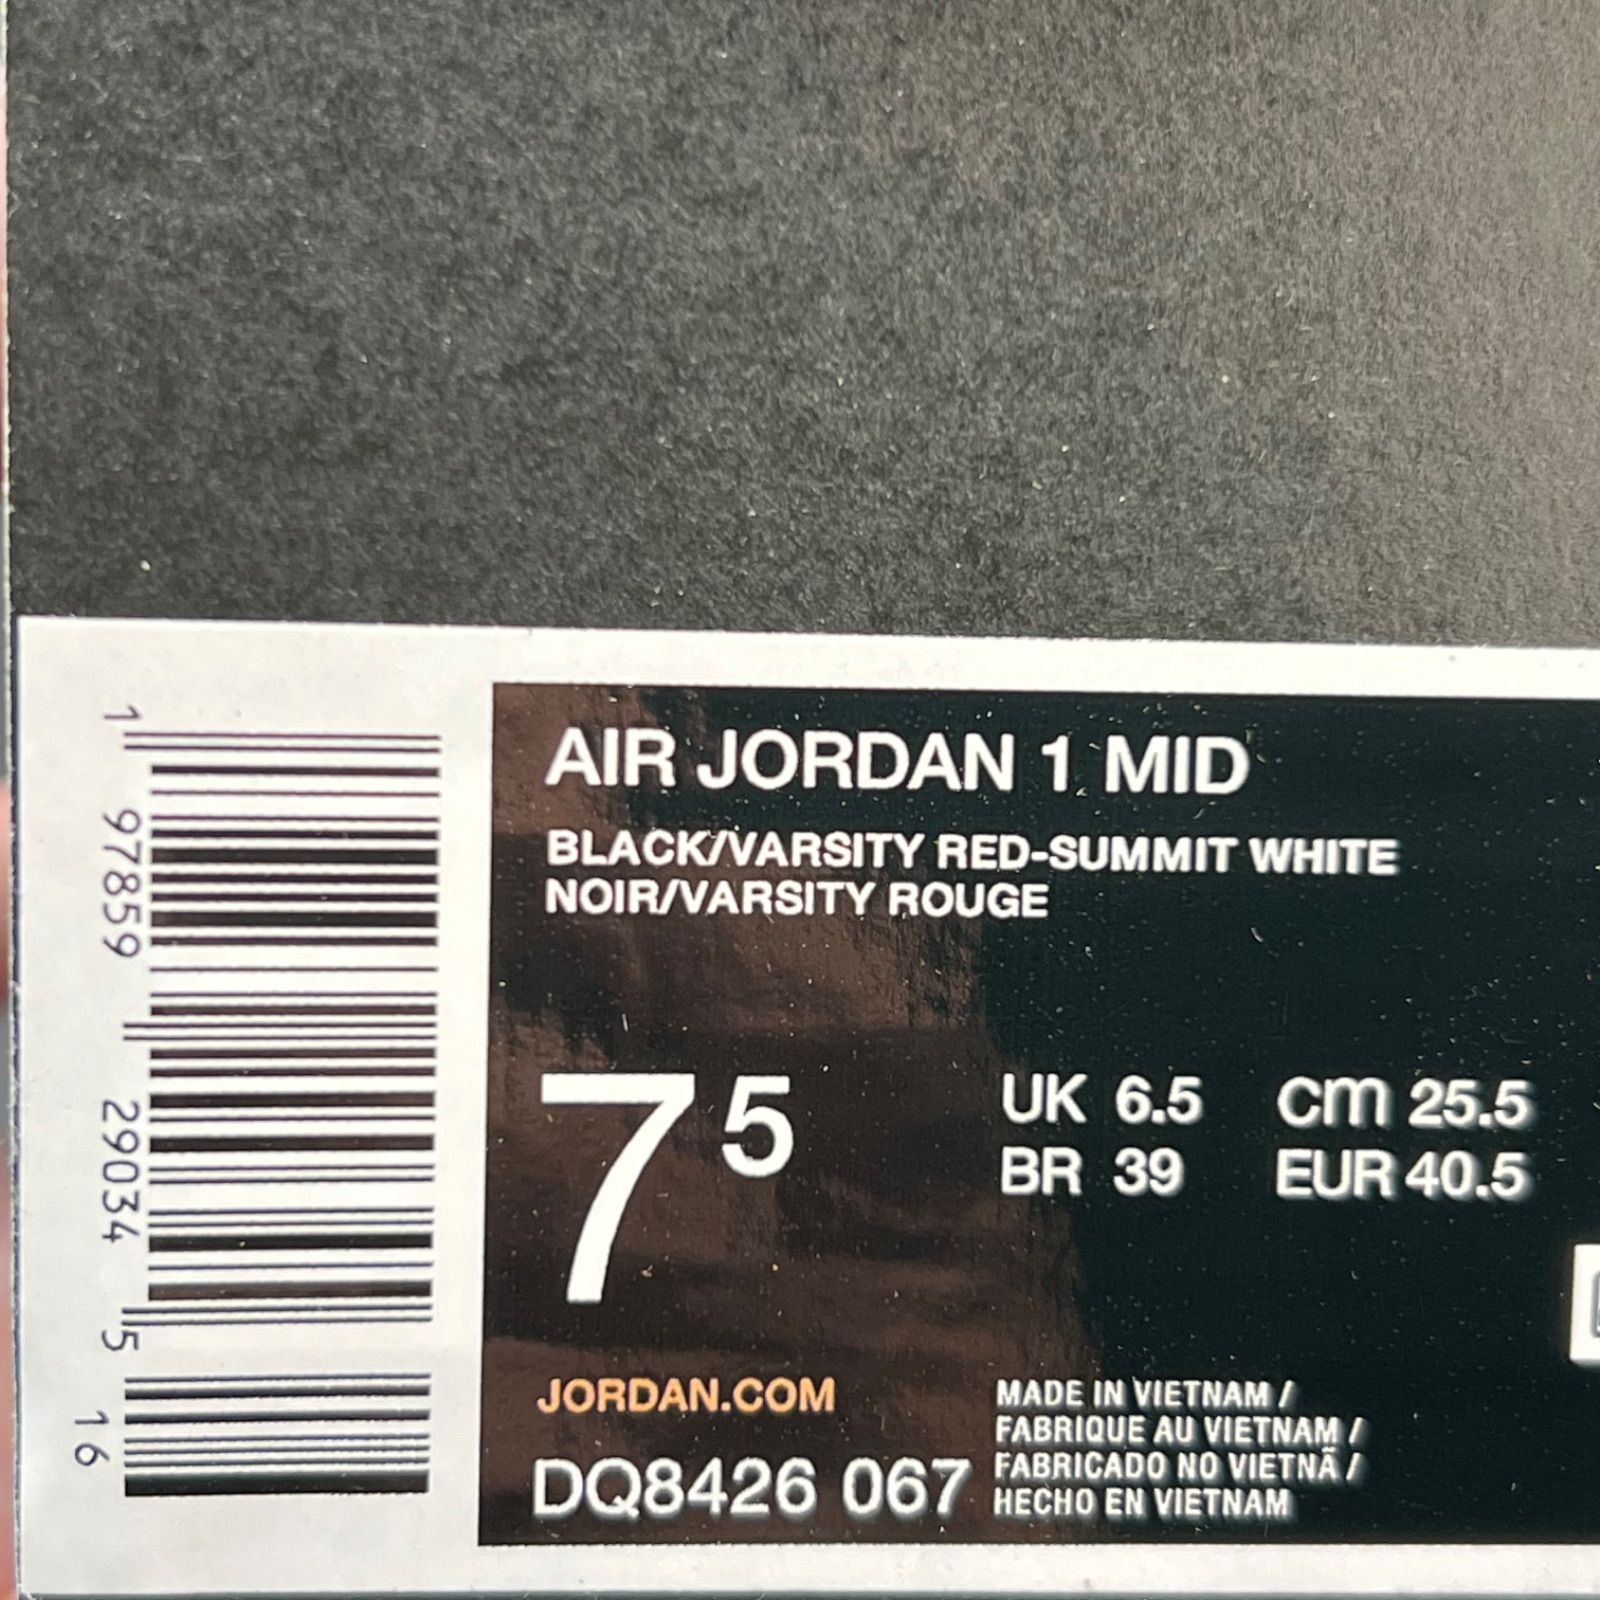 AIR JORDAN 1 MID
BLACK/VARSITY RED-SUMMIT WHITE
NOIR/VARSITY ROUGE
7 5
UK 6.5 CM 25.5
BR 39 EUR 40.5
JORDAN.COM
DQ8426 067
MADE IN VIETNAM /
FABRIQUE AU VIETNAM /
FABRICADO NO VIETNÃ /
HECHO EN VIETNAM
1 97859 29034 5
16